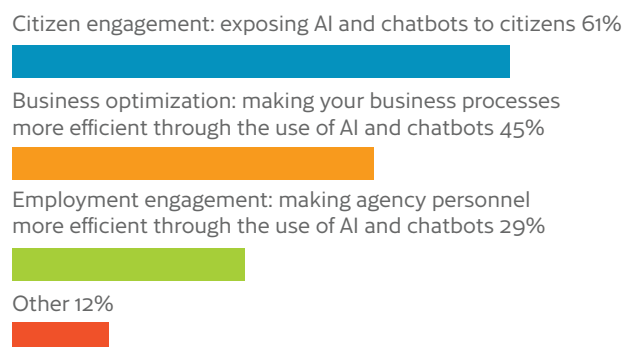 Citizen engagement: exposing AI and chatbots to citizens 61%
Business optimization: making your business processes
more efficient through the use of AI and chatbots 45%
Employment engagement: making agency personnel
more efficient through the use of AI and chatbots 29%
Other 12%